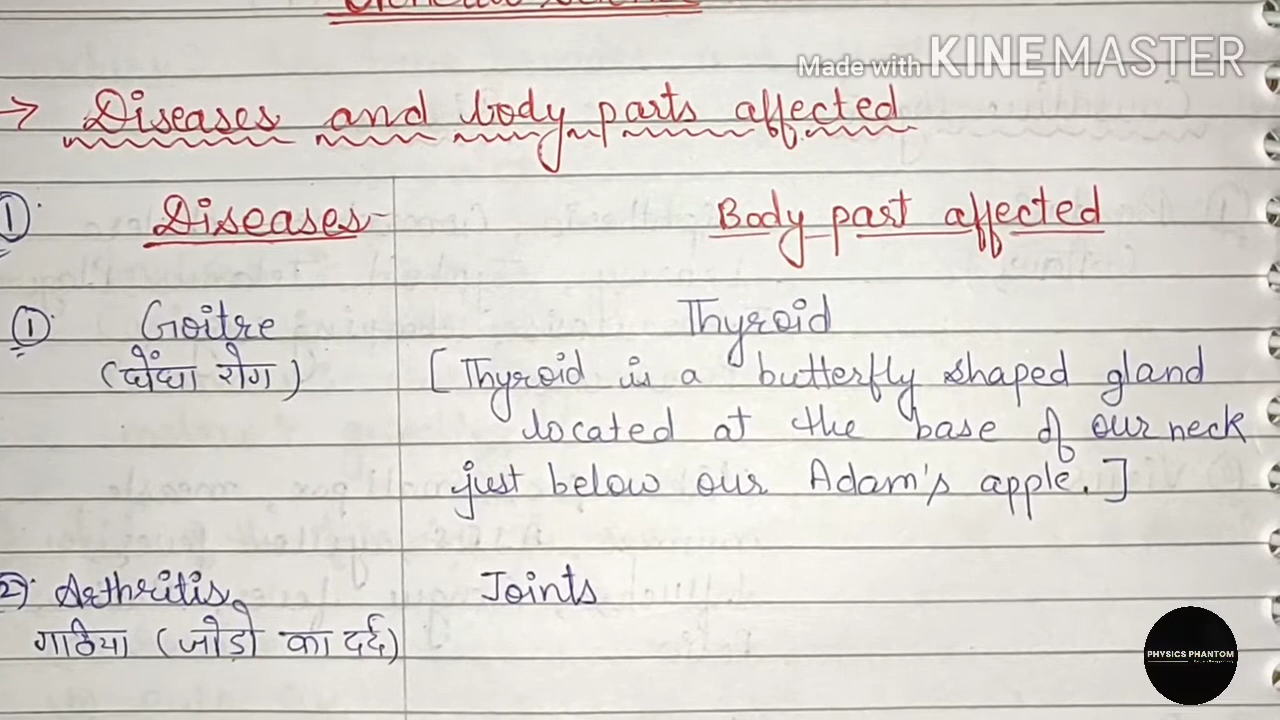 General Science
Made with KINEMASTER
→ Diseases and body parts affected
① Diseases- Body part affected
① Goitre Thyroid
(घेंघा रोग) [Thyroid is a butterfly shaped gland
located at the base of our neck
just below our Adam's apple.]
② Arthritis Joints
गठिया (जोड़ो का दर्द)
PHYSICS PHANTOM